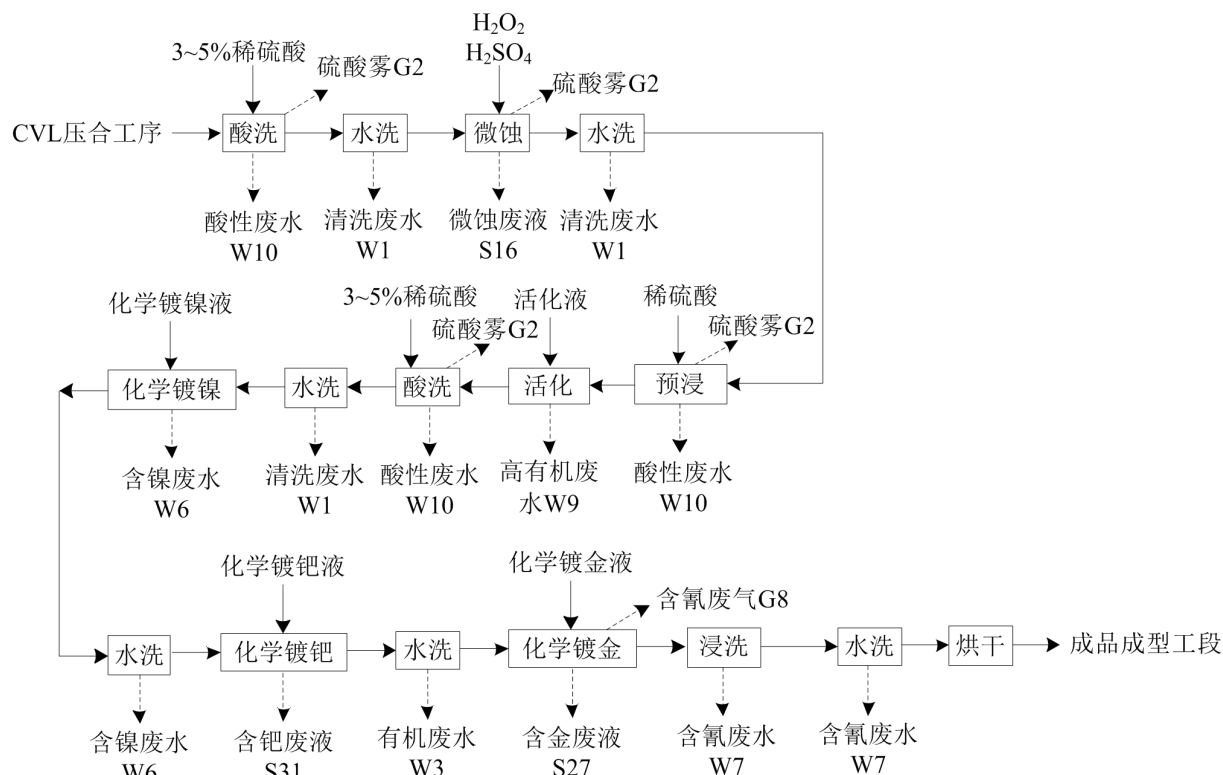 H₂O₂
3~5%稀硫酸
硫酸雾G2
H₂SO₄
硫酸雾G2
CVL压合工序
酸洗
水洗
微蚀
水洗
酸性废水
W10
清洗废水
W1
微蚀废液
S16
清洗废水
W1
化学镀镍液
3~5%稀硫酸
硫酸雾G2
活化液
稀硫酸
硫酸雾G2
化学镀镍
水洗
酸洗
活化
预浸
含镍废水
W6
清洗废水
W1
酸性废水
W10
高有机废
水W9
酸性废水
W10
化学镀钯液
化学镀金液
含氰废气G8
水洗
化学镀钯
水洗
化学镀金
浸洗
水洗
烘干
成品成型工段
含镍废水
W6
含钯废液
S31
有机废水
W3
含金废液
S27
含氰废水
W7
含氰废水
W7